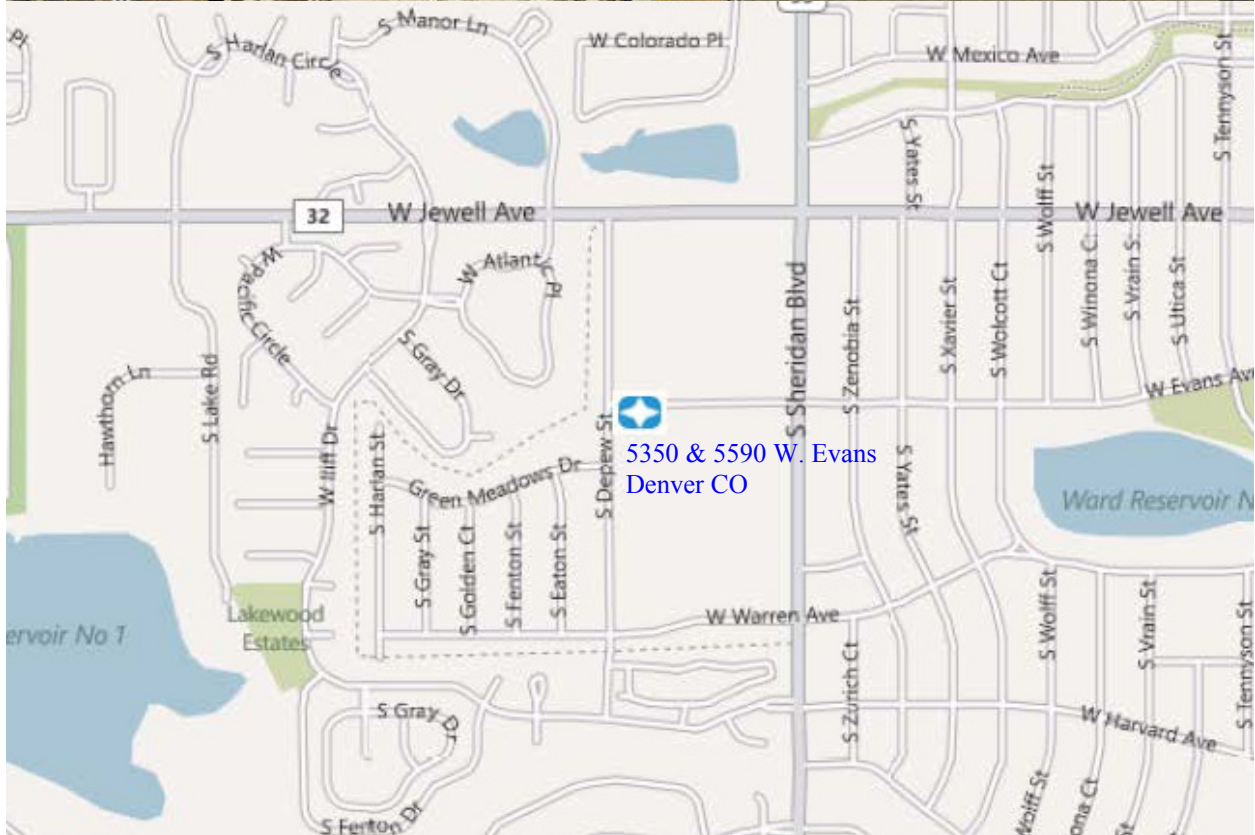 Pl
S Harlan Circle
S Manor Ln
W Colorado Pl
W Mexico Ave
S Tennyson St
S Yates St
32
W Jewell Ave
S Wolff St
W Jewell Ave
W Pacific Circle
W Atlantic Pl
S Sheridan Blvd
S Zenobia St
S Xavier St
S Wolcott Ct
S Winona C
S Vrain S
S Utica St
Hawthorn Ln
S Lake Rd
S Gray Dr
W Evans Ave
W Iliff Dr
S Harlan St
Green Meadows Dr
S Depew St
5350 & 5590 W. Evans
Denver CO
S Yates St
Ward Reservoir N
S Gray St
S Golden Ct
S Fenton St
S Eaton St
W Warren Ave
Lakewood
Estates
ervoir No 1
S Wolff St
S Vrain St
S Tennyson St
S Zurich Ct
S Gray Dr
W Harvard Ave
S Fenton Dr
Wolff St
ona Ct
St